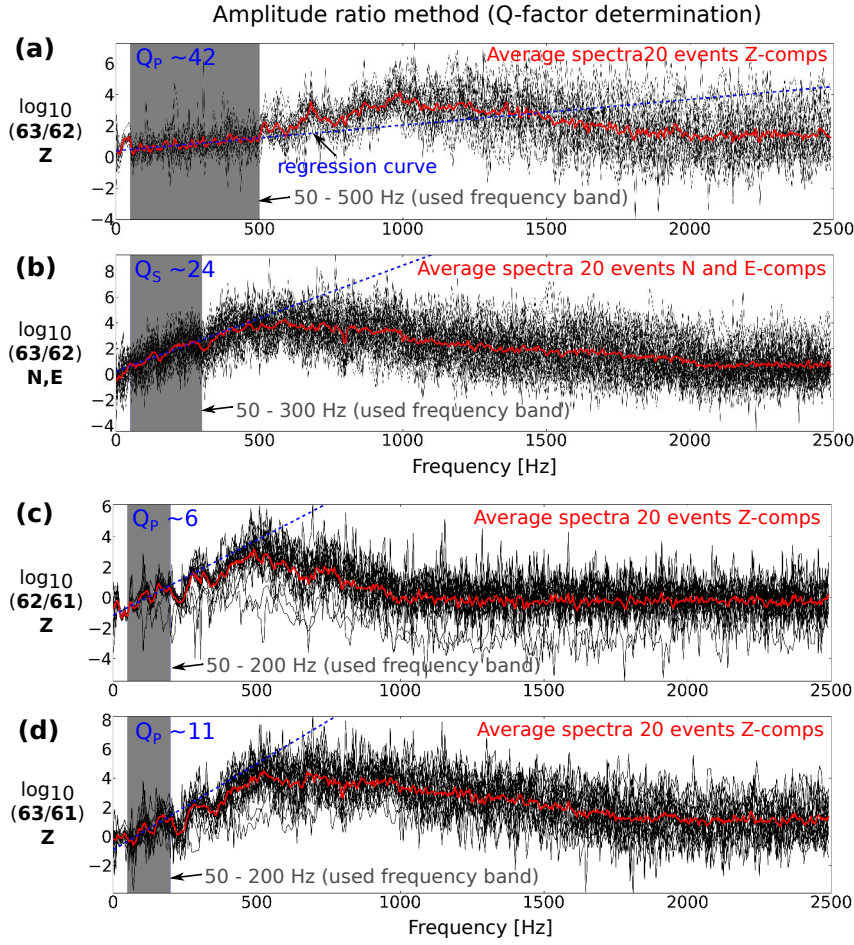 Amplitude ratio method (Q-factor determination)
(a)
Q_P ~42
Average spectra20 events Z-comps
log10
(63/62)
Z
6
4
2
0
−2
−4
regression curve
50 - 500 Hz (used frequency band)
0 500 1000 1500 2000 2500
(b)
Q_S ~24
Average spectra 20 events N and E-comps
log10
(63/62)
N,E
8
6
4
2
0
−2
−4
50 - 300 Hz (used frequency band)
0 500 1000 1500 2000 2500
Frequency [Hz]
(c)
Q_P ~6
Average spectra 20 events Z-comps
log10
(62/61)
Z
6
4
2
0
−2
−4
50 - 200 Hz (used frequency band)
0 500 1000 1500 2000 2500
(d)
Q_P ~11
Average spectra 20 events Z-comps
log10
(63/61)
Z
8
6
4
2
0
−2
50 - 200 Hz (used frequency band)
0 500 1000 1500 2000 2500
Frequency [Hz]